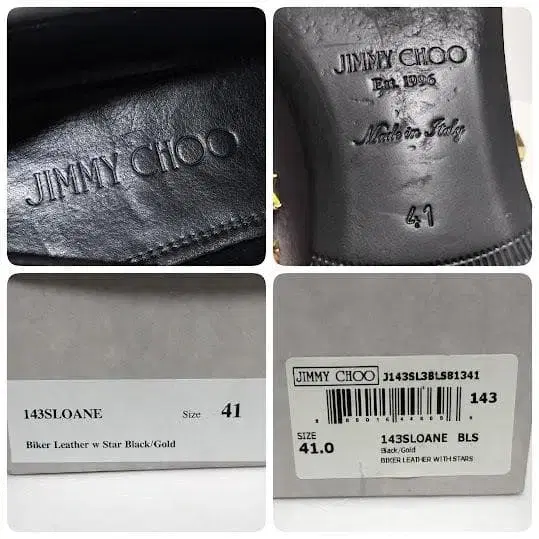 JIMMY CHOO
JIMMY CHOO
Est. 1996
Made in Italy
41
143SLOANE Size 41
Biker Leather w Star Black/Gold
JIMMY CHOO J143SL3BLSB1341
143
SIZE
41.0
143SLOANE BLS
Black/Gold
BIKER LEATHER WITH STARS